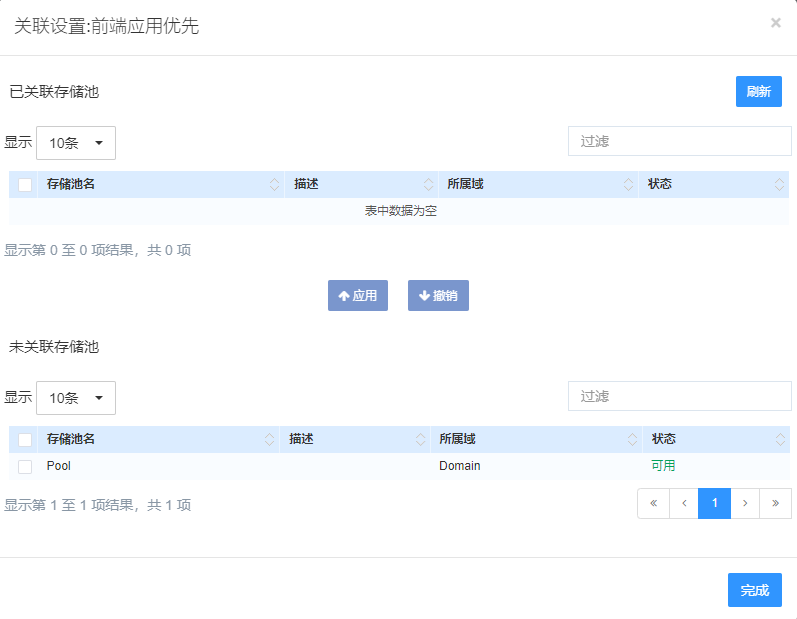 关联设置:前端应用优先
×
已关联存储池 刷新
显示 10条 过滤
存储池名 描述 所属域 状态
表中数据为空
显示第 0 至 0 项结果，共 0 项
应用 撤销
未关联存储池
显示 10条 过滤
存储池名 描述 所属域 状态
Pool Domain 可用
显示第 1 至 1 项结果，共 1 项 « ‹ 1 › »
完成